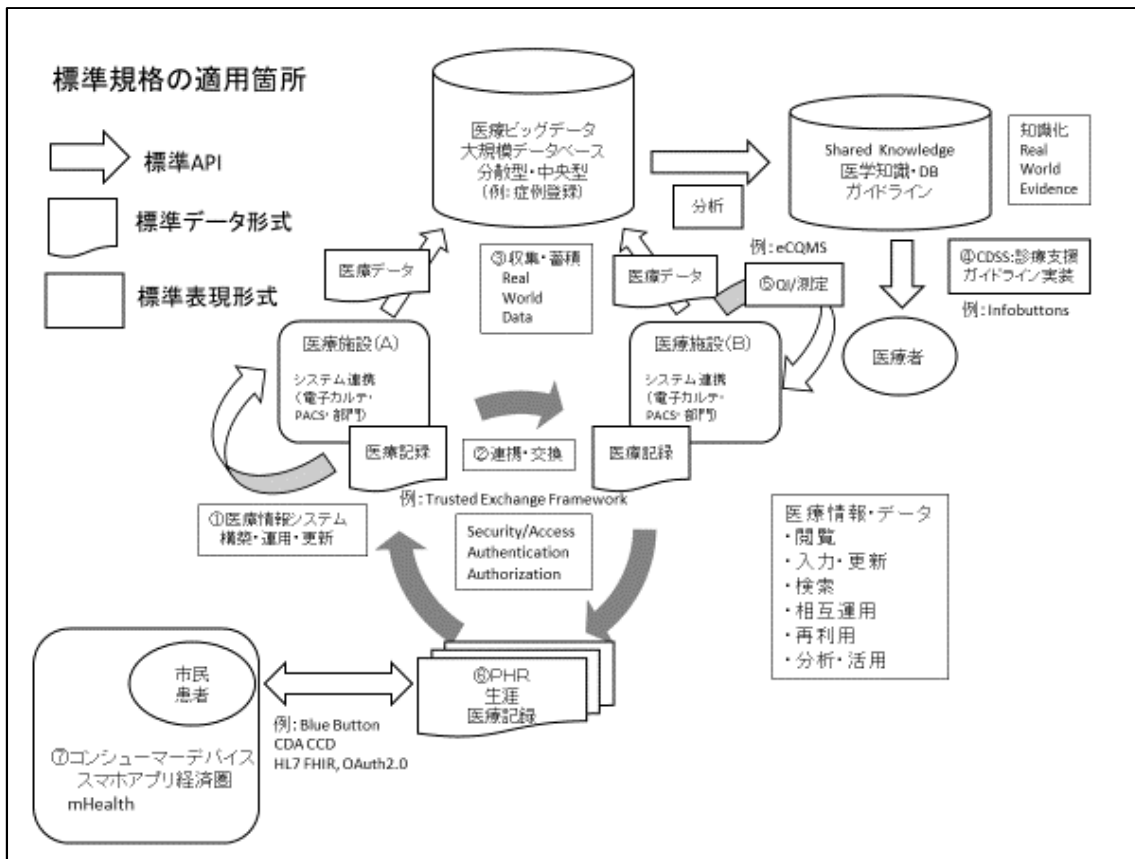 標準規格の適用箇所
標準API
標準データ形式
標準表現形式
医療ビッグデータ
大規模データベース
分散型・中央型
(例:症例登録)
分析
Shared Knowledge
医学知識・DB
ガイドライン
知識化
Real
World
Evidence
医療データ
③収集・蓄積
Real
World
Data
医療データ
例:eCQMS
⑤QI/測定
④CDSS:診療支援
ガイドライン実装
例:Infobuttons
医療者
医療施設(A)
システム連携
(電子カルテ・
PACS・部門)
医療記録
②連携・交換
医療施設(B)
システム連携
(電子カルテ・
PACS・部門)
医療記録
例:Trusted Exchange Framework
Security/Access
Authentication
Authorization
①医療情報システム
構築・運用・更新
医療情報・データ
・閲覧
・入力・更新
・検索
・相互運用
・再利用
・分析・活用
市民
患者
⑦コンシューマーデバイス
スマホアプリ経済圏
mHealth
例:Blue Button
CDA CCD
HL7 FHIR, OAuth2.0
⑥PHR
生涯
医療記録